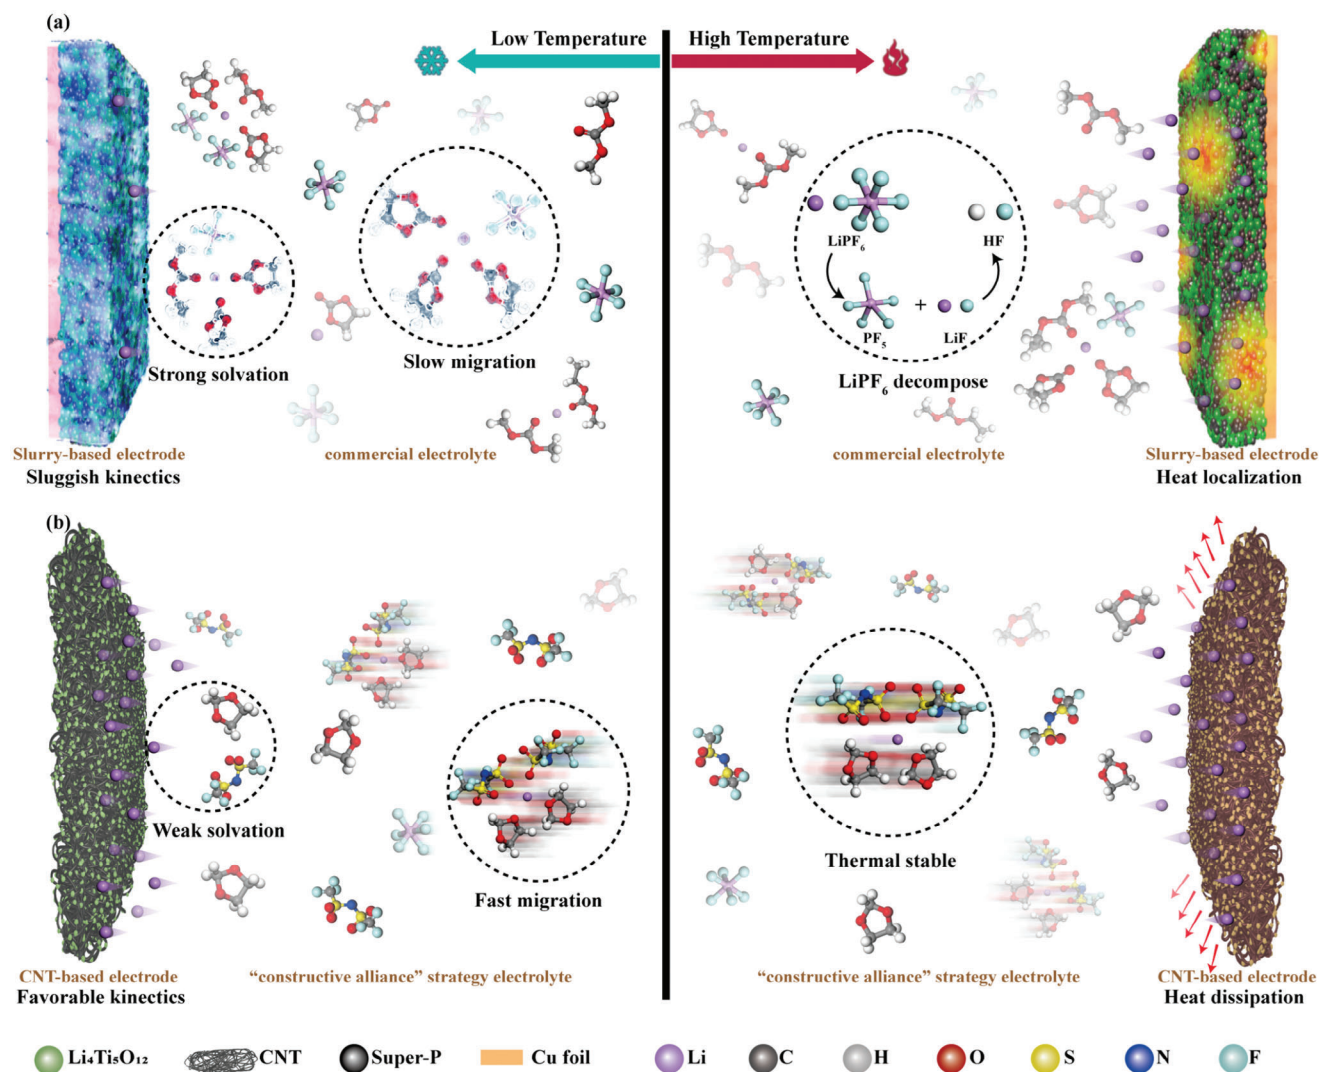 (a)
Low Temperature
High Temperature
Strong solvation
Slow migration
LiPF₆
HF
PF₅
+
LiF
LiPF₆ decompose
Slurry-based electrode
Sluggish kinetics
commercial electrolyte
commercial electrolyte
Slurry-based electrode
Heat localization
(b)
Weak solvation
Fast migration
Thermal stable
CNT-based electrode
Favorable kinetics
“constructive alliance” strategy electrolyte
“constructive alliance” strategy electrolyte
CNT-based electrode
Heat dissipation
Li₄Ti₅O₁₂ CNT Super-P Cu foil Li C H O S N F